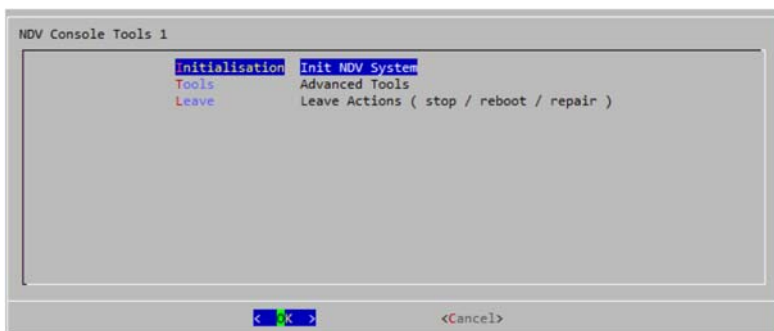 NDV Console Tools 1
Initialisation Init NDV System
Tools Advanced Tools
Leave Leave Actions ( stop / reboot / repair )
< OK > <Cancel>